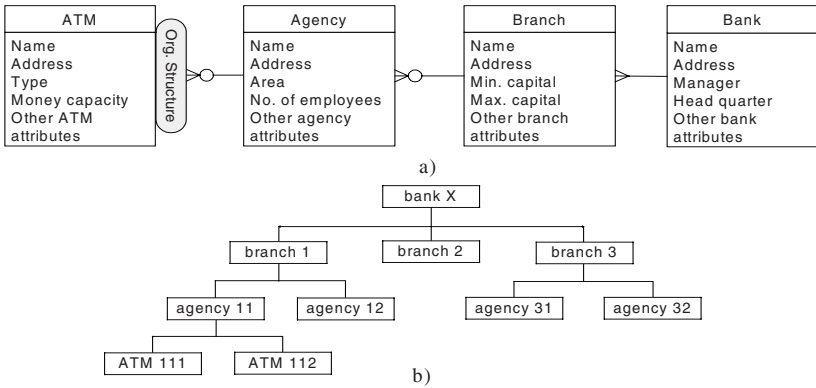 ATM
Name
Address
Type
Money capacity
Other ATM
attributes
Org. Structure
Agency
Name
Address
Area
No. of employees
Other agency
attributes
Branch
Name
Address
Min. capital
Max. capital
Other branch
attributes
Bank
Name
Address
Manager
Head quarter
Other bank
attributes
a)
bank X
branch 1
branch 2
branch 3
agency 11
agency 12
agency 31
agency 32
ATM 111
ATM 112
b)